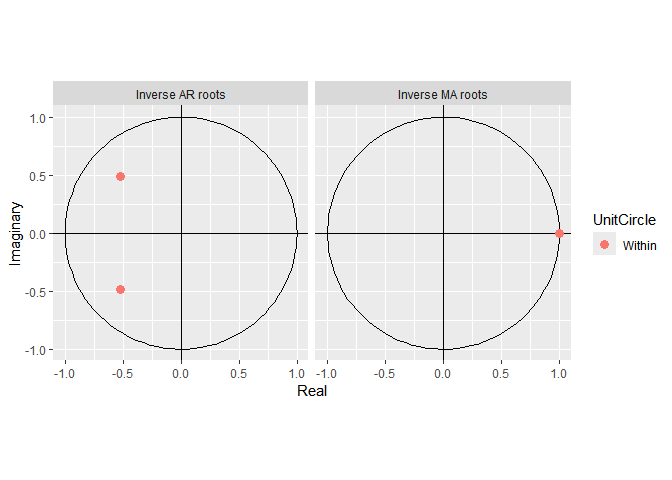 Inverse AR roots
Inverse MA roots
1.0
0.5
0.0
-0.5
-1.0
Imaginary
-1.0 -0.5 0.0 0.5 1.0
-1.0 -0.5 0.0 0.5 1.0
Real
UnitCircle
Within